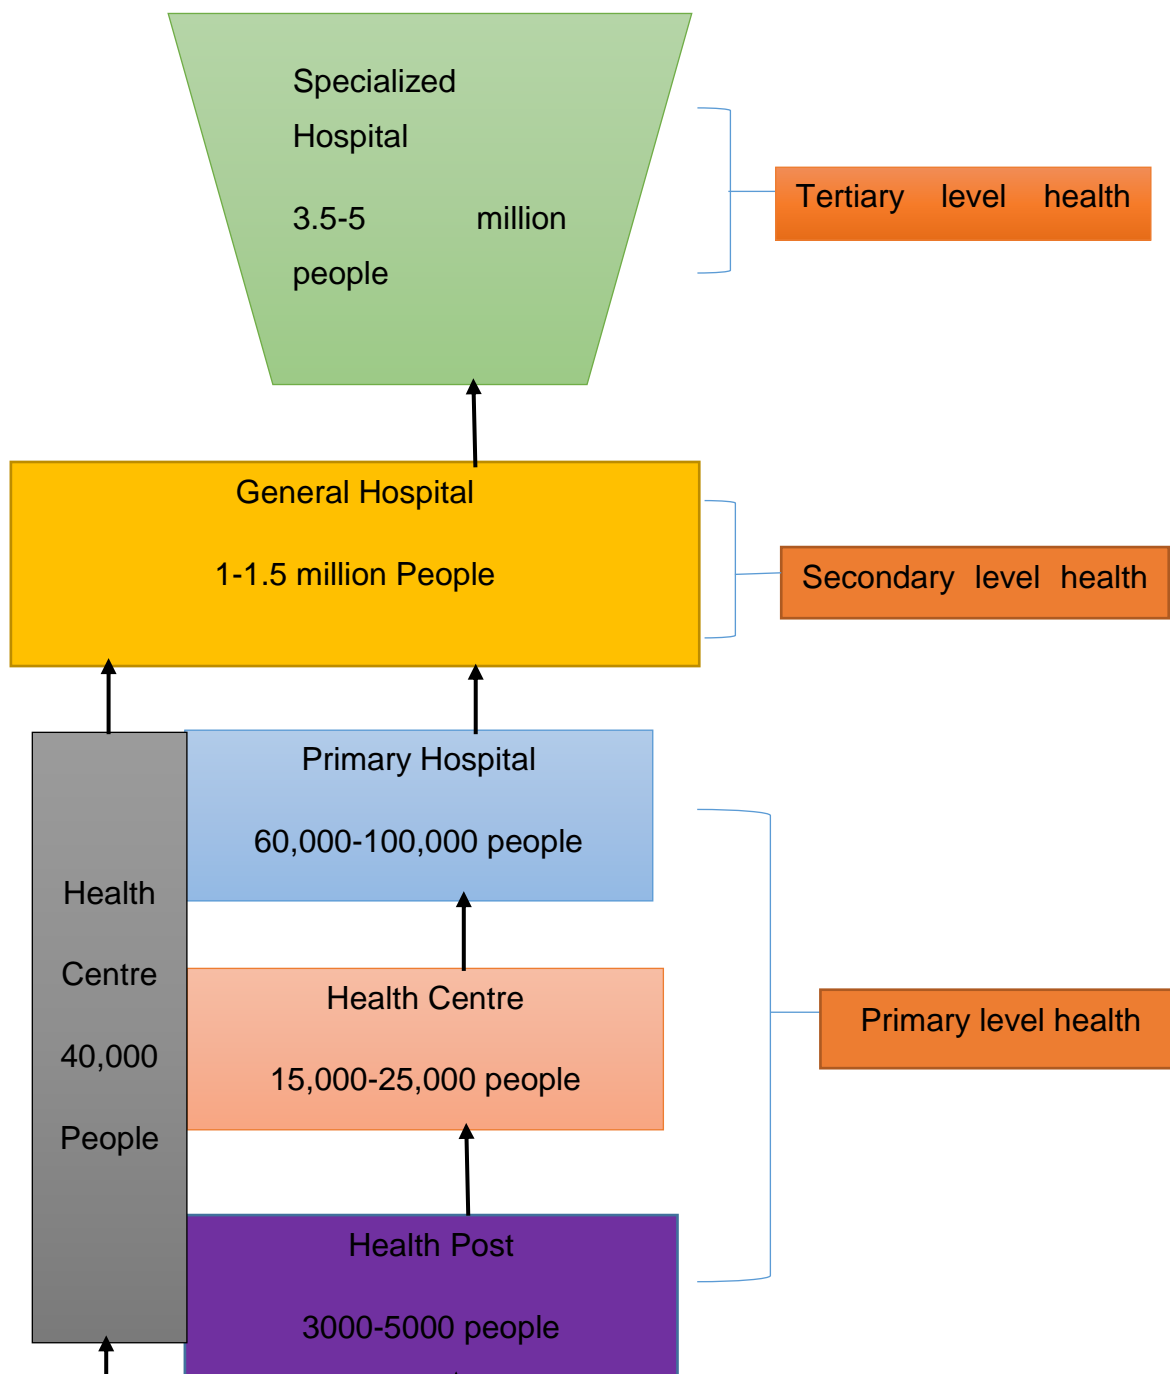 Specialized
Hospital
3.5-5 million
people
Tertiary level health
General Hospital
1-1.5 million People
Secondary level health
Primary Hospital
60,000-100,000 people
Health
Centre
40,000
People
Health Centre
15,000-25,000 people
Primary level health
Health Post
3000-5000 people